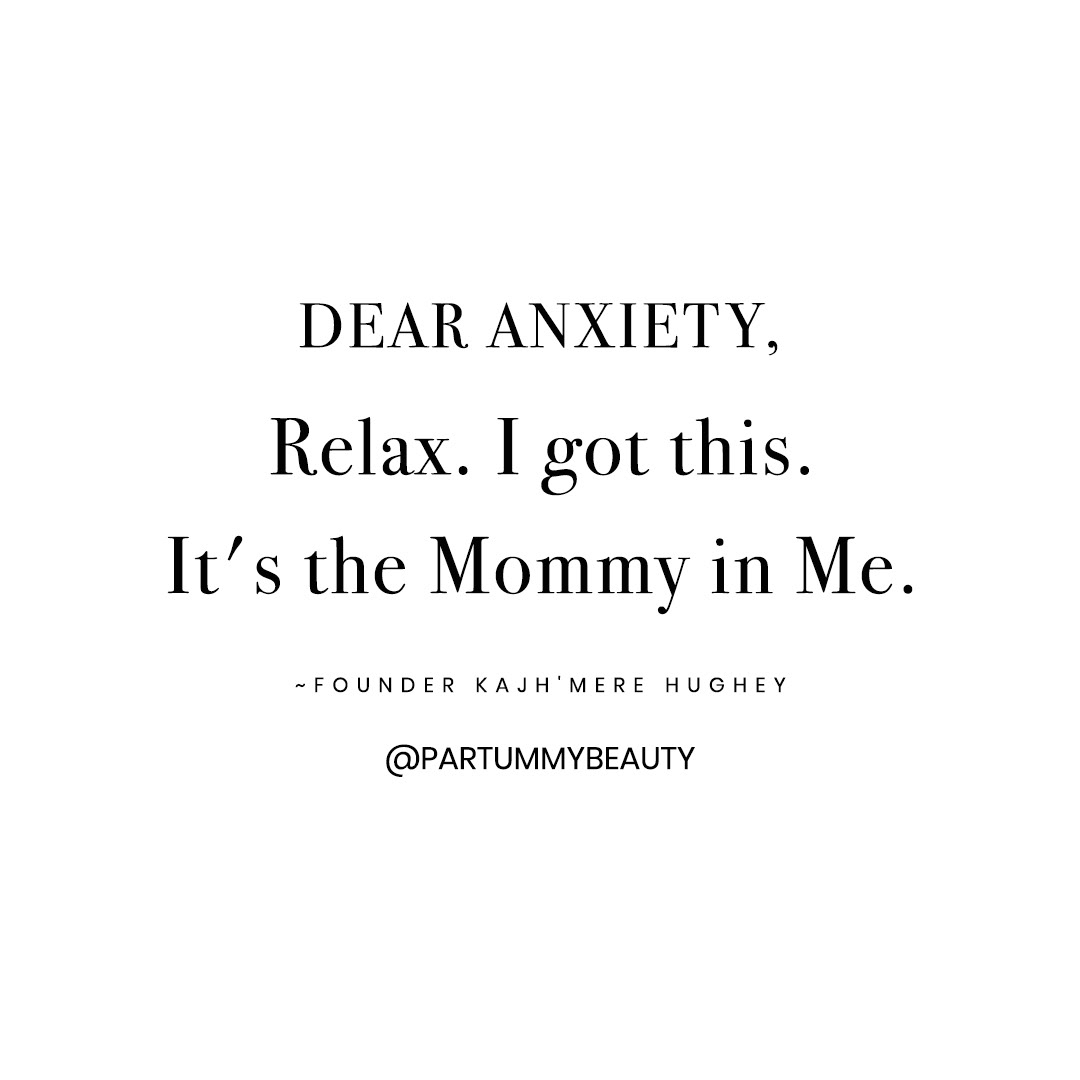 DEAR ANXIETY,
Relax. I got this.
It's the Mommy in Me.
~FOUNDER KAJH'MERE HUGHEY
@PARTUMMYBEAUTY